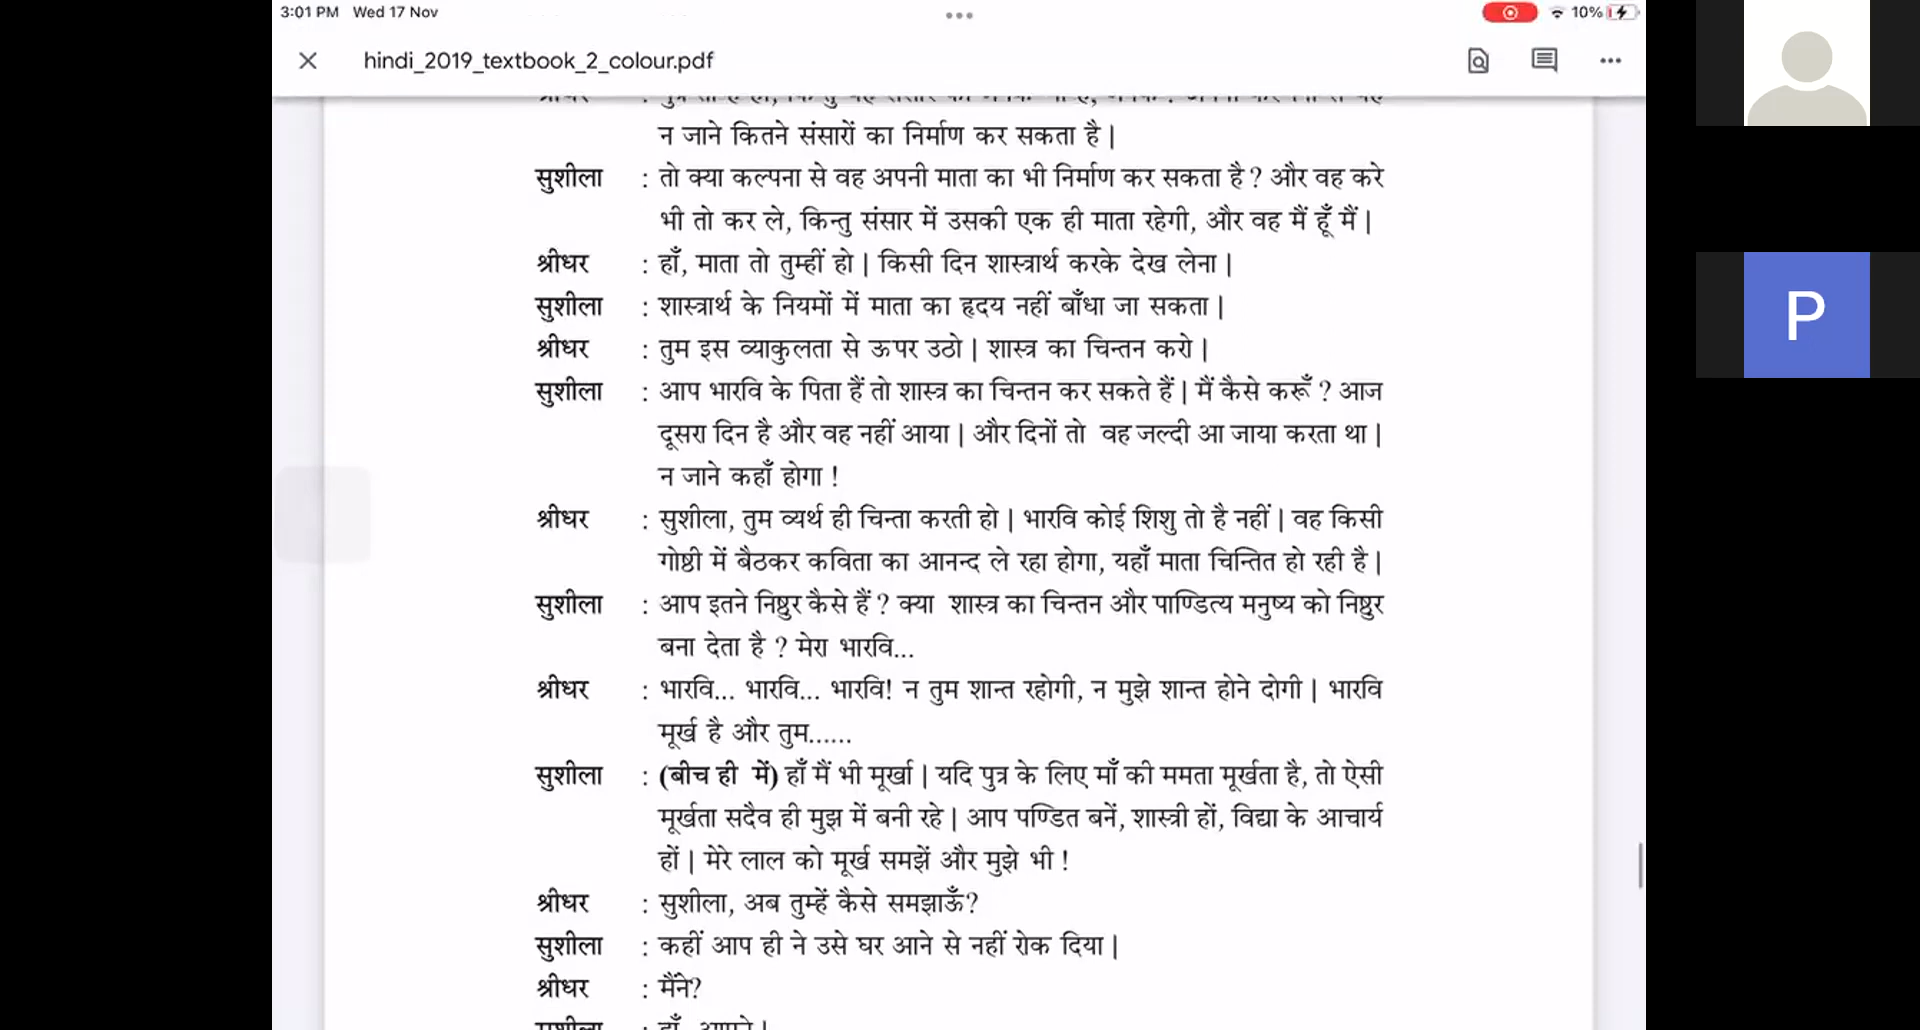 3:01 PM Wed 17 Nov
10%
hindi_2019_textbook_2_colour.pdf
न जाने कितने संसारों का निर्माण कर सकता है |
सुशीला : तो क्या कल्पना से वह अपनी माता का भी निर्माण कर सकता है ? और वह करे
भी तो कर ले, किन्तु संसार में उसकी एक ही माता रहेगी, और वह मैं हूँ मैं |
श्रीधर : हाँ, माता तो तुम्हीं हो | किसी दिन शास्त्रार्थ करके देख लेना |
सुशीला : शास्त्रार्थ के नियमों में माता का हृदय नहीं बाँधा जा सकता |
श्रीधर : तुम इस व्याकुलता से ऊपर उठो | शास्त्र का चिन्तन करो |
सुशीला : आप भारवि के पिता हैं तो शास्त्र का चिन्तन कर सकते हैं | मैं कैसे करूँ ? आज
दूसरा दिन है और वह नहीं आया | और दिनों तो वह जल्दी आ जाया करता था |
न जाने कहाँ होगा !
श्रीधर : सुशीला, तुम व्यर्थ ही चिन्ता करती हो | भारवि कोई शिशु तो है नहीं | वह किसी
गोष्ठी में बैठकर कविता का आनन्द ले रहा होगा, यहाँ माता चिन्तित हो रही है |
सुशीला : आप इतने निष्ठुर कैसे हैं ? क्या शास्त्र का चिन्तन और पाण्डित्य मनुष्य को निष्ठुर
बना देता है ? मेरा भारवि...
श्रीधर : भारवि... भारवि... भारवि! न तुम शान्त रहोगी, न मुझे शान्त होने दोगी | भारवि
मूर्ख है और तुम......
सुशीला : (बीच ही में) हाँ मैं भी मूर्खा | यदि पुत्र के लिए माँ की ममता मूर्खता है, तो ऐसी
मूर्खता सदैव ही मुझ में बनी रहे | आप पण्डित बनें, शास्त्री हों, विद्या के आचार्य
हों | मेरे लाल को मूर्ख समझें और मुझे भी !
श्रीधर : सुशीला, अब तुम्हें कैसे समझाऊँ?
सुशीला : कहीं आप ही ने उसे घर आने से नहीं रोक दिया |
श्रीधर : मैंने?
P